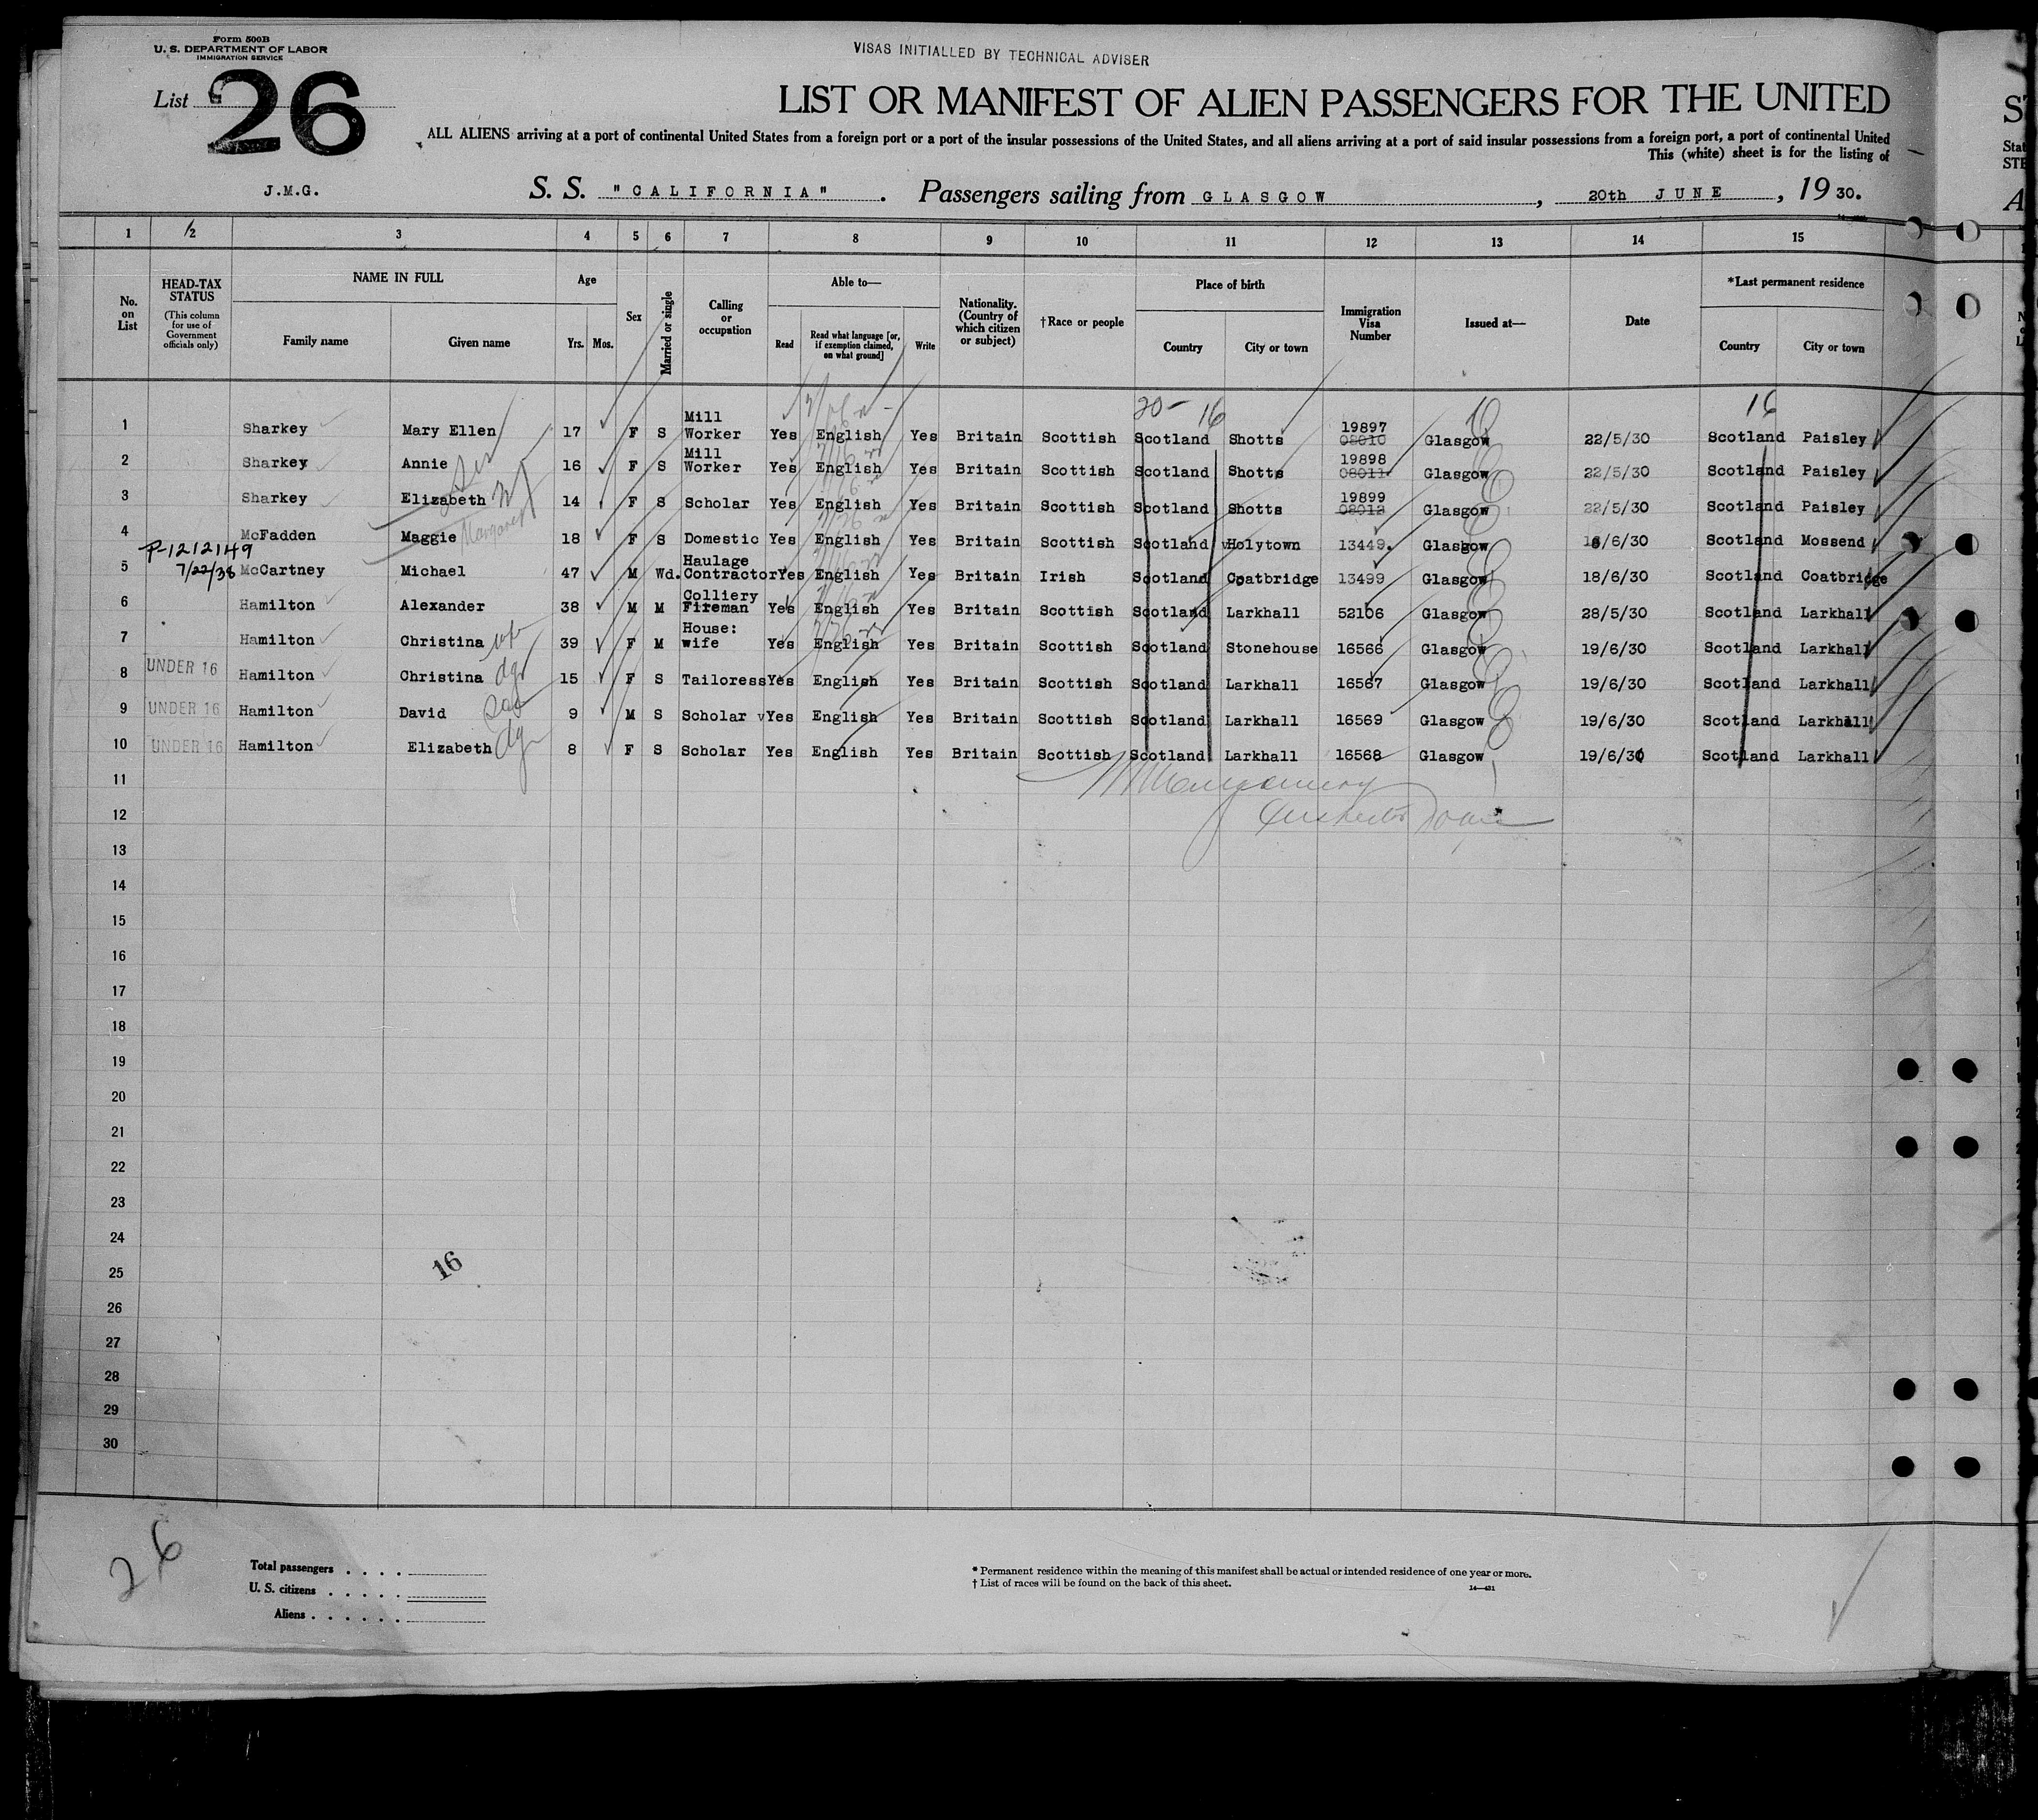 Form 500B
U. S. DEPARTMENT OF LABOR
IMMIGRATION SERVICE
VISAS INITIALLED BY TECHNICAL ADVISER
List 26
LIST OR MANIFEST OF ALIEN PASSENGERS FOR THE UNITED
ALL ALIENS arriving at a port of continental United States from a foreign port or a port of the insular possessions of the United States, and all aliens arriving at a port of said insular possessions from a foreign port, a port of continental United
This (white) sheet is for the listing of
J.M.G. S. S. "CALIFORNIA". Passengers sailing from GLASGOW, 20th JUNE, 1930.
1 2 3 4 5 6 7 8 9 10 11 12 13 14 15
No. on List
HEAD-TAX STATUS (This column for use of Government officials only)
NAME IN FULL Family name Given name
Age Yrs. Mos.
Sex
Married or single
Calling or occupation
Able to— Read Read what language [or, if exemption claimed, on what ground] Write
Nationality. (Country of which citizen or subject)
†Race or people
Place of birth Country City or town
Immigration Visa Number
Issued at—
Date
*Last permanent residence Country City or town
20- 16 16
1 Sharkey Mary Ellen 17 F S Mill Worker Yes English Yes Britain Scottish Scotland Shotts 19897 08010 Glasgow 22/5/30 Scotland Paisley
2 Sharkey Annie 16 F S Mill Worker Yes English Yes Britain Scottish Scotland Shotts 19898 08011 Glasgow 22/5/30 Scotland Paisley
3 Sharkey Elizabeth 14 F S Scholar Yes English Yes Britain Scottish Scotland Shotts 19899 08012 Glasgow 22/5/30 Scotland Paisley
4 McFadden Maggie Margaret 18 F S Domestic Yes English Yes Britain Scottish Scotland Holytown 13449. Glasgow /6/30 Scotland Mossend
P-1212149
7/22/38
5 McCartney Michael 47 M Wd. Haulage Contractor Yes English Yes Britain Irish Scotland Coatbridge 13499 Glasgow 18/6/30 Scotland Coatbridge
6 Hamilton Alexander 38 M M Colliery Fireman Yes English Yes Britain Scottish Scotland Larkhall 52106 Glasgow 28/5/30 Scotland Larkhall
7 Hamilton Christina 39 F M House: wife Yes English Yes Britain Scottish Scotland Stonehouse 16566 Glasgow 19/6/30 Scotland Larkhall
8 UNDER 16 Hamilton Christina 15 F S Tailoress Yes English Yes Britain Scottish Scotland Larkhall 16567 Glasgow 19/6/30 Scotland Larkhall
9 UNDER 16 Hamilton David 9 M S Scholar Yes English Yes Britain Scottish Scotland Larkhall 16569 Glasgow 19/6/30 Scotland Larkhall
10 UNDER 16 Hamilton Elizabeth 8 F S Scholar Yes English Yes Britain Scottish Scotland Larkhall 16568 Glasgow 19/6/30 Scotland Larkhall
11
12
13
14
15
16
17
18
19
20
21
22
23
24
25
26
27
28
29
30
16
26
Total passengers . . . .
U. S. citizens . . . . .
Aliens . . . . . .
* Permanent residence within the meaning of this manifest shall be actual or intended residence of one year or more.
† List of races will be found on the back of this sheet.
14—431